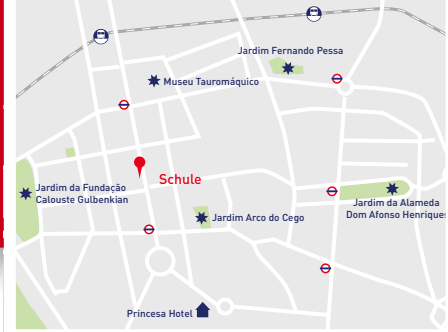 Jardim Fernando Pessa
Museu Tauromáquico
Schule
Jardim da Fundação
Calouste Gulbenkian
Jardim da Alameda
Dom Afonso Henriques
Jardim Arco do Cego
Princesa Hotel